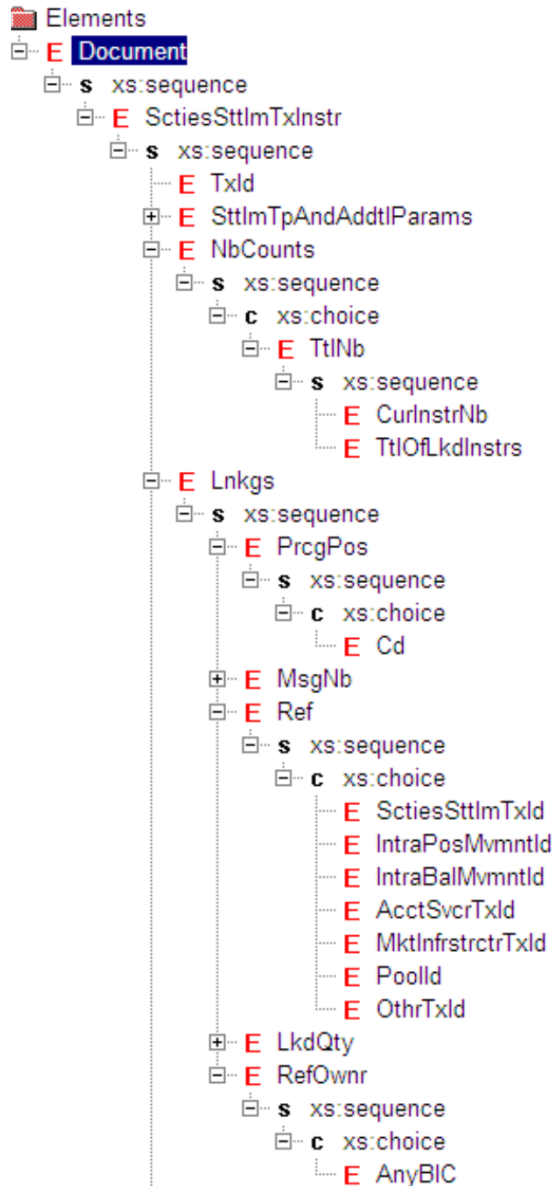 Elements
E Document
s xs:sequence
E SctiesSttlmTxInstr
s xs:sequence
E TxId
E SttlmTpAndAddtlParams
E NbCounts
s xs:sequence
c xs:choice
E TtlNb
s xs:sequence
E CurInstrNb
E TtlOfLkdInstrs
E Lnkgs
s xs:sequence
E PrcgPos
s xs:sequence
c xs:choice
E Cd
E MsgNb
E Ref
s xs:sequence
c xs:choice
E SctiesSttlmTxId
E IntraPosMvmntId
E IntraBalMvmntId
E AcctSvcrTxId
E MktInfrstrctrTxId
E PoolId
E OthrTxId
E LkdQty
E RefOwnr
s xs:sequence
c xs:choice
E AnyBIC